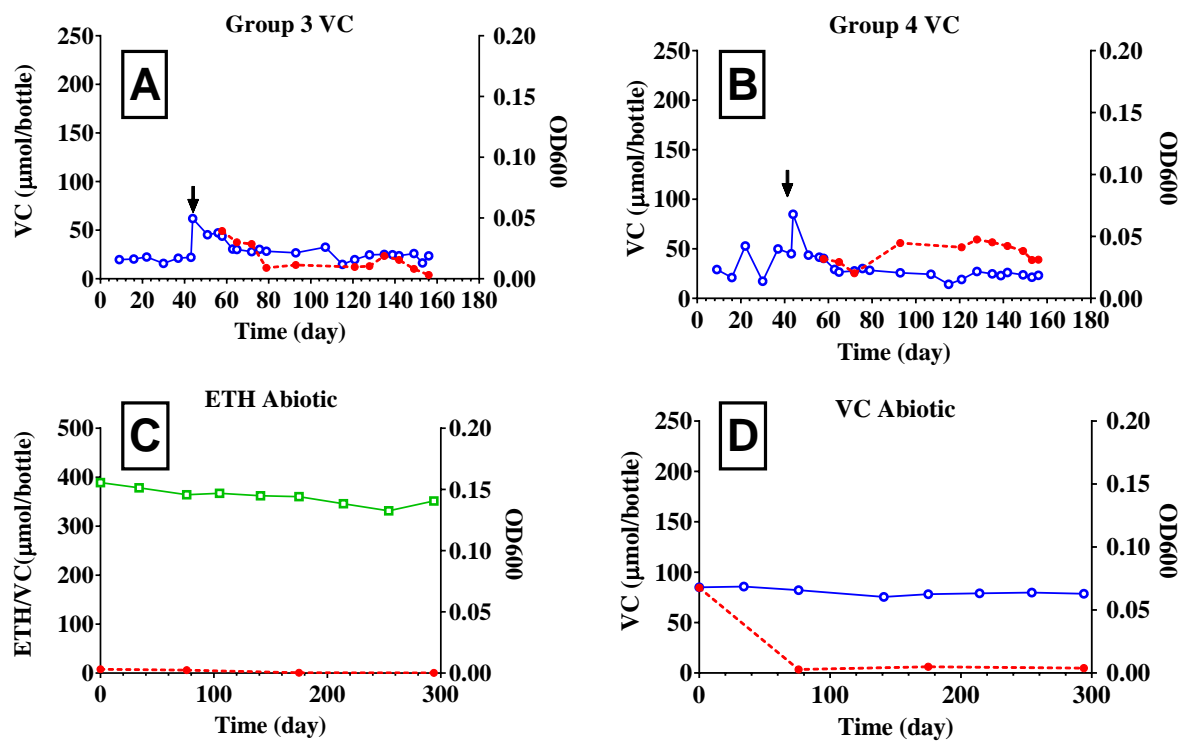 Group 3 VC
A
VC (μmol/bottle)
250
200
150
100
50
0
0.20
0.15
0.10
0.05
0.00
OD600
0 20 40 60 80 100 120 140 160 180
Time (day)
Group 4 VC
B
VC (μmol/bottle)
250
200
150
100
50
0
0.20
0.15
0.10
0.05
0.00
OD600
0 20 40 60 80 100 120 140 160 180
Time (day)
ETH Abiotic
C
ETH/VC(μmol/bottle)
500
400
300
200
100
0
0.20
0.15
0.10
0.05
0.00
OD600
0 100 200 300
Time (day)
VC Abiotic
D
VC (μmol/bottle)
250
200
150
100
50
0
0.20
0.15
0.10
0.05
0.00
OD600
0 100 200 300
Time (day)